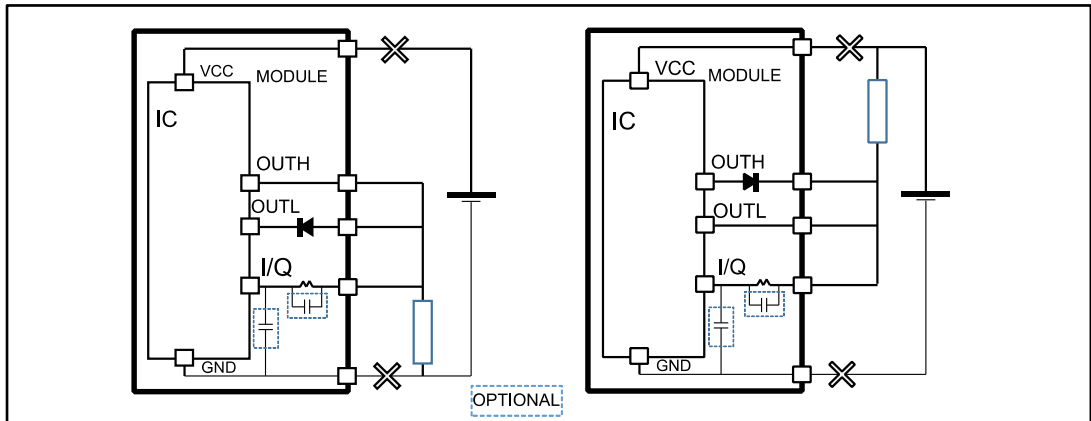 VCC
MODULE
IC
OUTH
OUTL
I/Q
GND
OPTIONAL
VCC
MODULE
IC
OUTH
OUTL
I/Q
GND